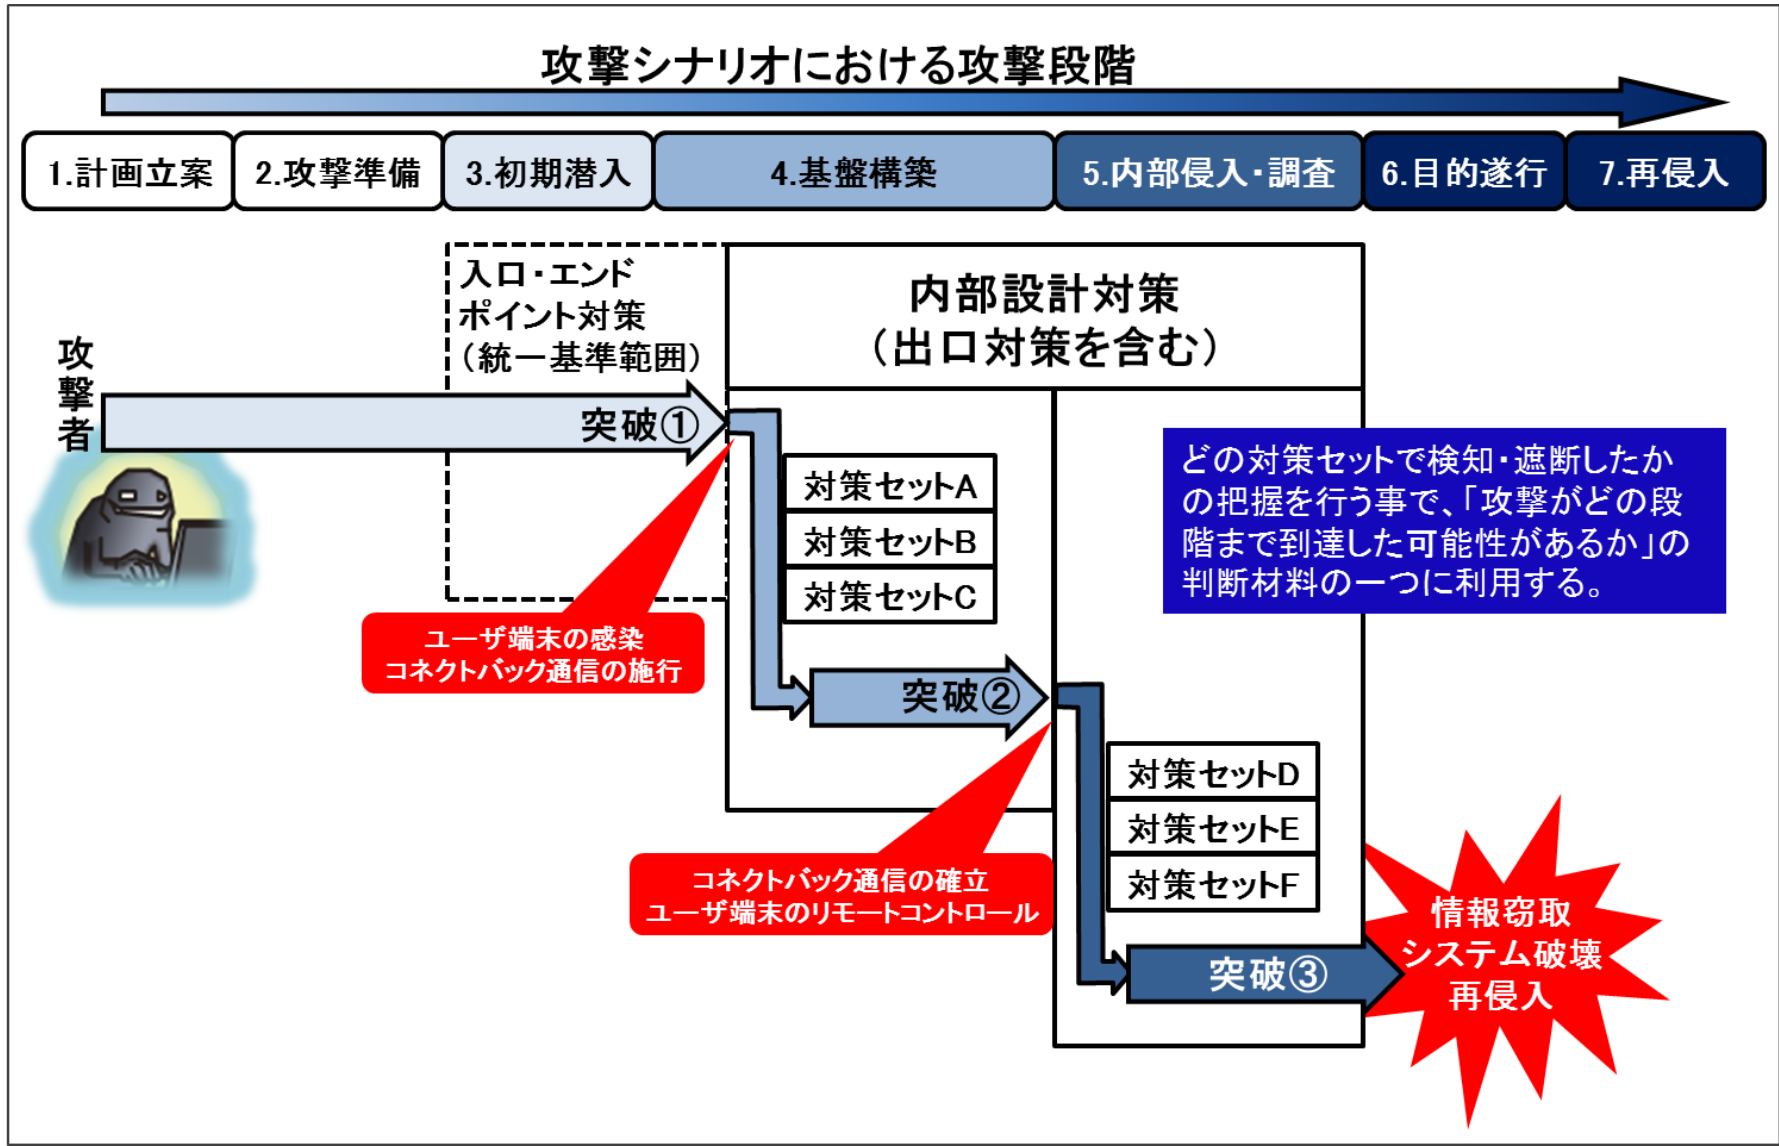 攻撃シナリオにおける攻撃段階
1.計画立案
2.攻撃準備
3.初期潜入
4.基盤構築
5.内部侵入・調査
6.目的遂行
7.再侵入
入口・エンド
ポイント対策
（統一基準範囲）
内部設計対策
（出口対策を含む）
攻撃者
突破①
対策セットA
対策セットB
対策セットC
どの対策セットで検知・遮断したか
の把握を行う事で、「攻撃がどの段
階まで到達した可能性があるか」の
判断材料の一つに利用する。
ユーザ端末の感染
コネクトバック通信の施行
突破②
対策セットD
対策セットE
対策セットF
コネクトバック通信の確立
ユーザ端末のリモートコントロール
突破③
情報窃取
システム破壊
再侵入